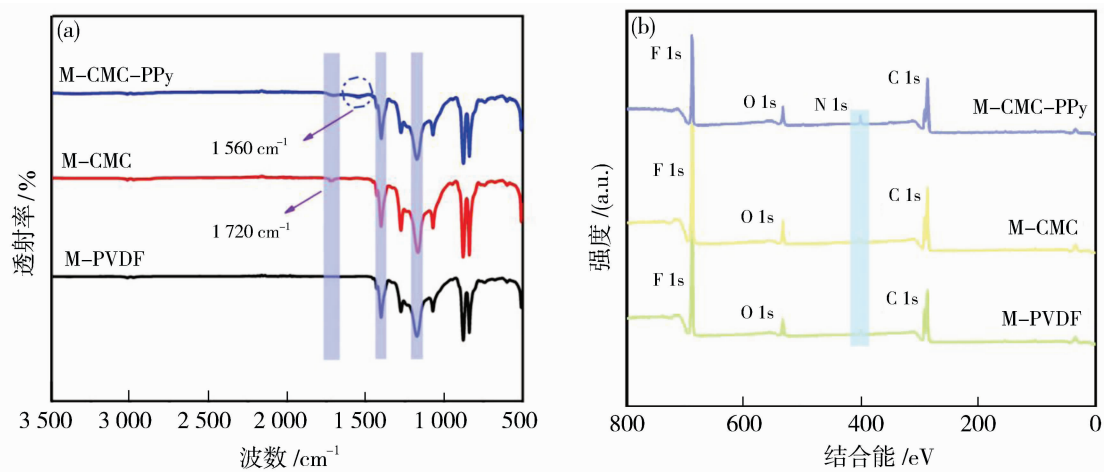 (a)
M-CMC-PPy
1 560 cm⁻¹
M-CMC
1 720 cm⁻¹
M-PVDF
透射率/%
3 500 3 000 2 500 2 000 1 500 1 000 500
波数/cm⁻¹
(b)
F 1s
O 1s
N 1s
C 1s
M-CMC-PPy
F 1s
O 1s
C 1s
M-CMC
F 1s
O 1s
C 1s
M-PVDF
强度/(a.u.)
800 600 400 200 0
结合能/eV